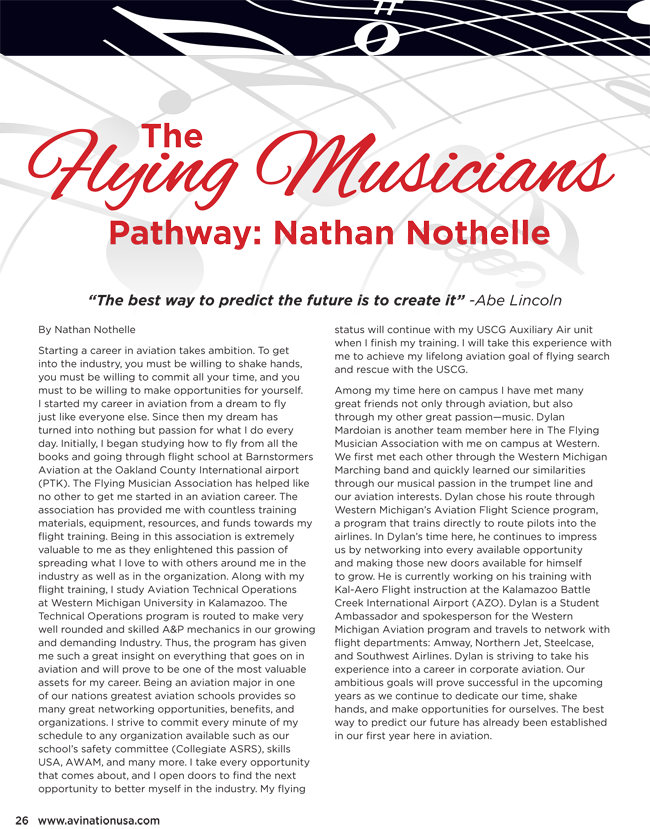 The
Flying Musicians
Pathway: Nathan Nothelle
“The best way to predict the future is to create it” -Abe Lincoln
By Nathan Nothelle
Starting a career in aviation takes ambition. To get
into the industry, you must be willing to shake hands,
you must be willing to commit all your time, and you
must to be willing to make opportunities for yourself.
I started my career in aviation from a dream to fly
just like everyone else. Since then my dream has
turned into nothing but passion for what I do every
day. Initially, I began studying how to fly from all the
books and going through flight school at Barnstormers
Aviation at the Oakland County International airport
(PTK). The Flying Musician Association has helped like
no other to get me started in an aviation career. The
association has provided me with countless training
materials, equipment, resources, and funds towards my
flight training. Being in this association is extremely
valuable to me as they enlightened this passion of
spreading what I love to with others around me in the
industry as well as in the organization. Along with my
flight training, I study Aviation Technical Operations
at Western Michigan University in Kalamazoo. The
Technical Operations program is routed to make very
well rounded and skilled A&P mechanics in our growing
and demanding Industry. Thus, the program has given
me such a great insight on everything that goes on in
aviation and will prove to be one of the most valuable
assets for my career. Being an aviation major in one
of our nations greatest aviation schools provides so
many great networking opportunities, benefits, and
organizations. I strive to commit every minute of my
schedule to any organization available such as our
school’s safety committee (Collegiate ASRS), skills
USA, AWAM, and many more. I take every opportunity
that comes about, and I open doors to find the next
opportunity to better myself in the industry. My flying
status will continue with my USCG Auxiliary Air unit
when I finish my training. I will take this experience with
me to achieve my lifelong aviation goal of flying search
and rescue with the USCG.
Among my time here on campus I have met many
great friends not only through aviation, but also
through my other great passion—music. Dylan
Mardoian is another team member here in The Flying
Musician Association with me on campus at Western.
We first met each other through the Western Michigan
Marching band and quickly learned our similarities
through our musical passion in the trumpet line and
our aviation interests. Dylan chose his route through
Western Michigan’s Aviation Flight Science program,
a program that trains directly to route pilots into the
airlines. In Dylan’s time here, he continues to impress
us by networking into every available opportunity
and making those new doors available for himself
to grow. He is currently working on his training with
Kal-Aero Flight instruction at the Kalamazoo Battle
Creek International Airport (AZO). Dylan is a Student
Ambassador and spokesperson for the Western
Michigan Aviation program and travels to network with
flight departments: Amway, Northern Jet, Steelcase,
and Southwest Airlines. Dylan is striving to take his
experience into a career in corporate aviation. Our
ambitious goals will prove successful in the upcoming
years as we continue to dedicate our time, shake
hands, and make opportunities for ourselves. The best
way to predict our future has already been established
in our first year here in aviation.
26 www.avinationusa.com